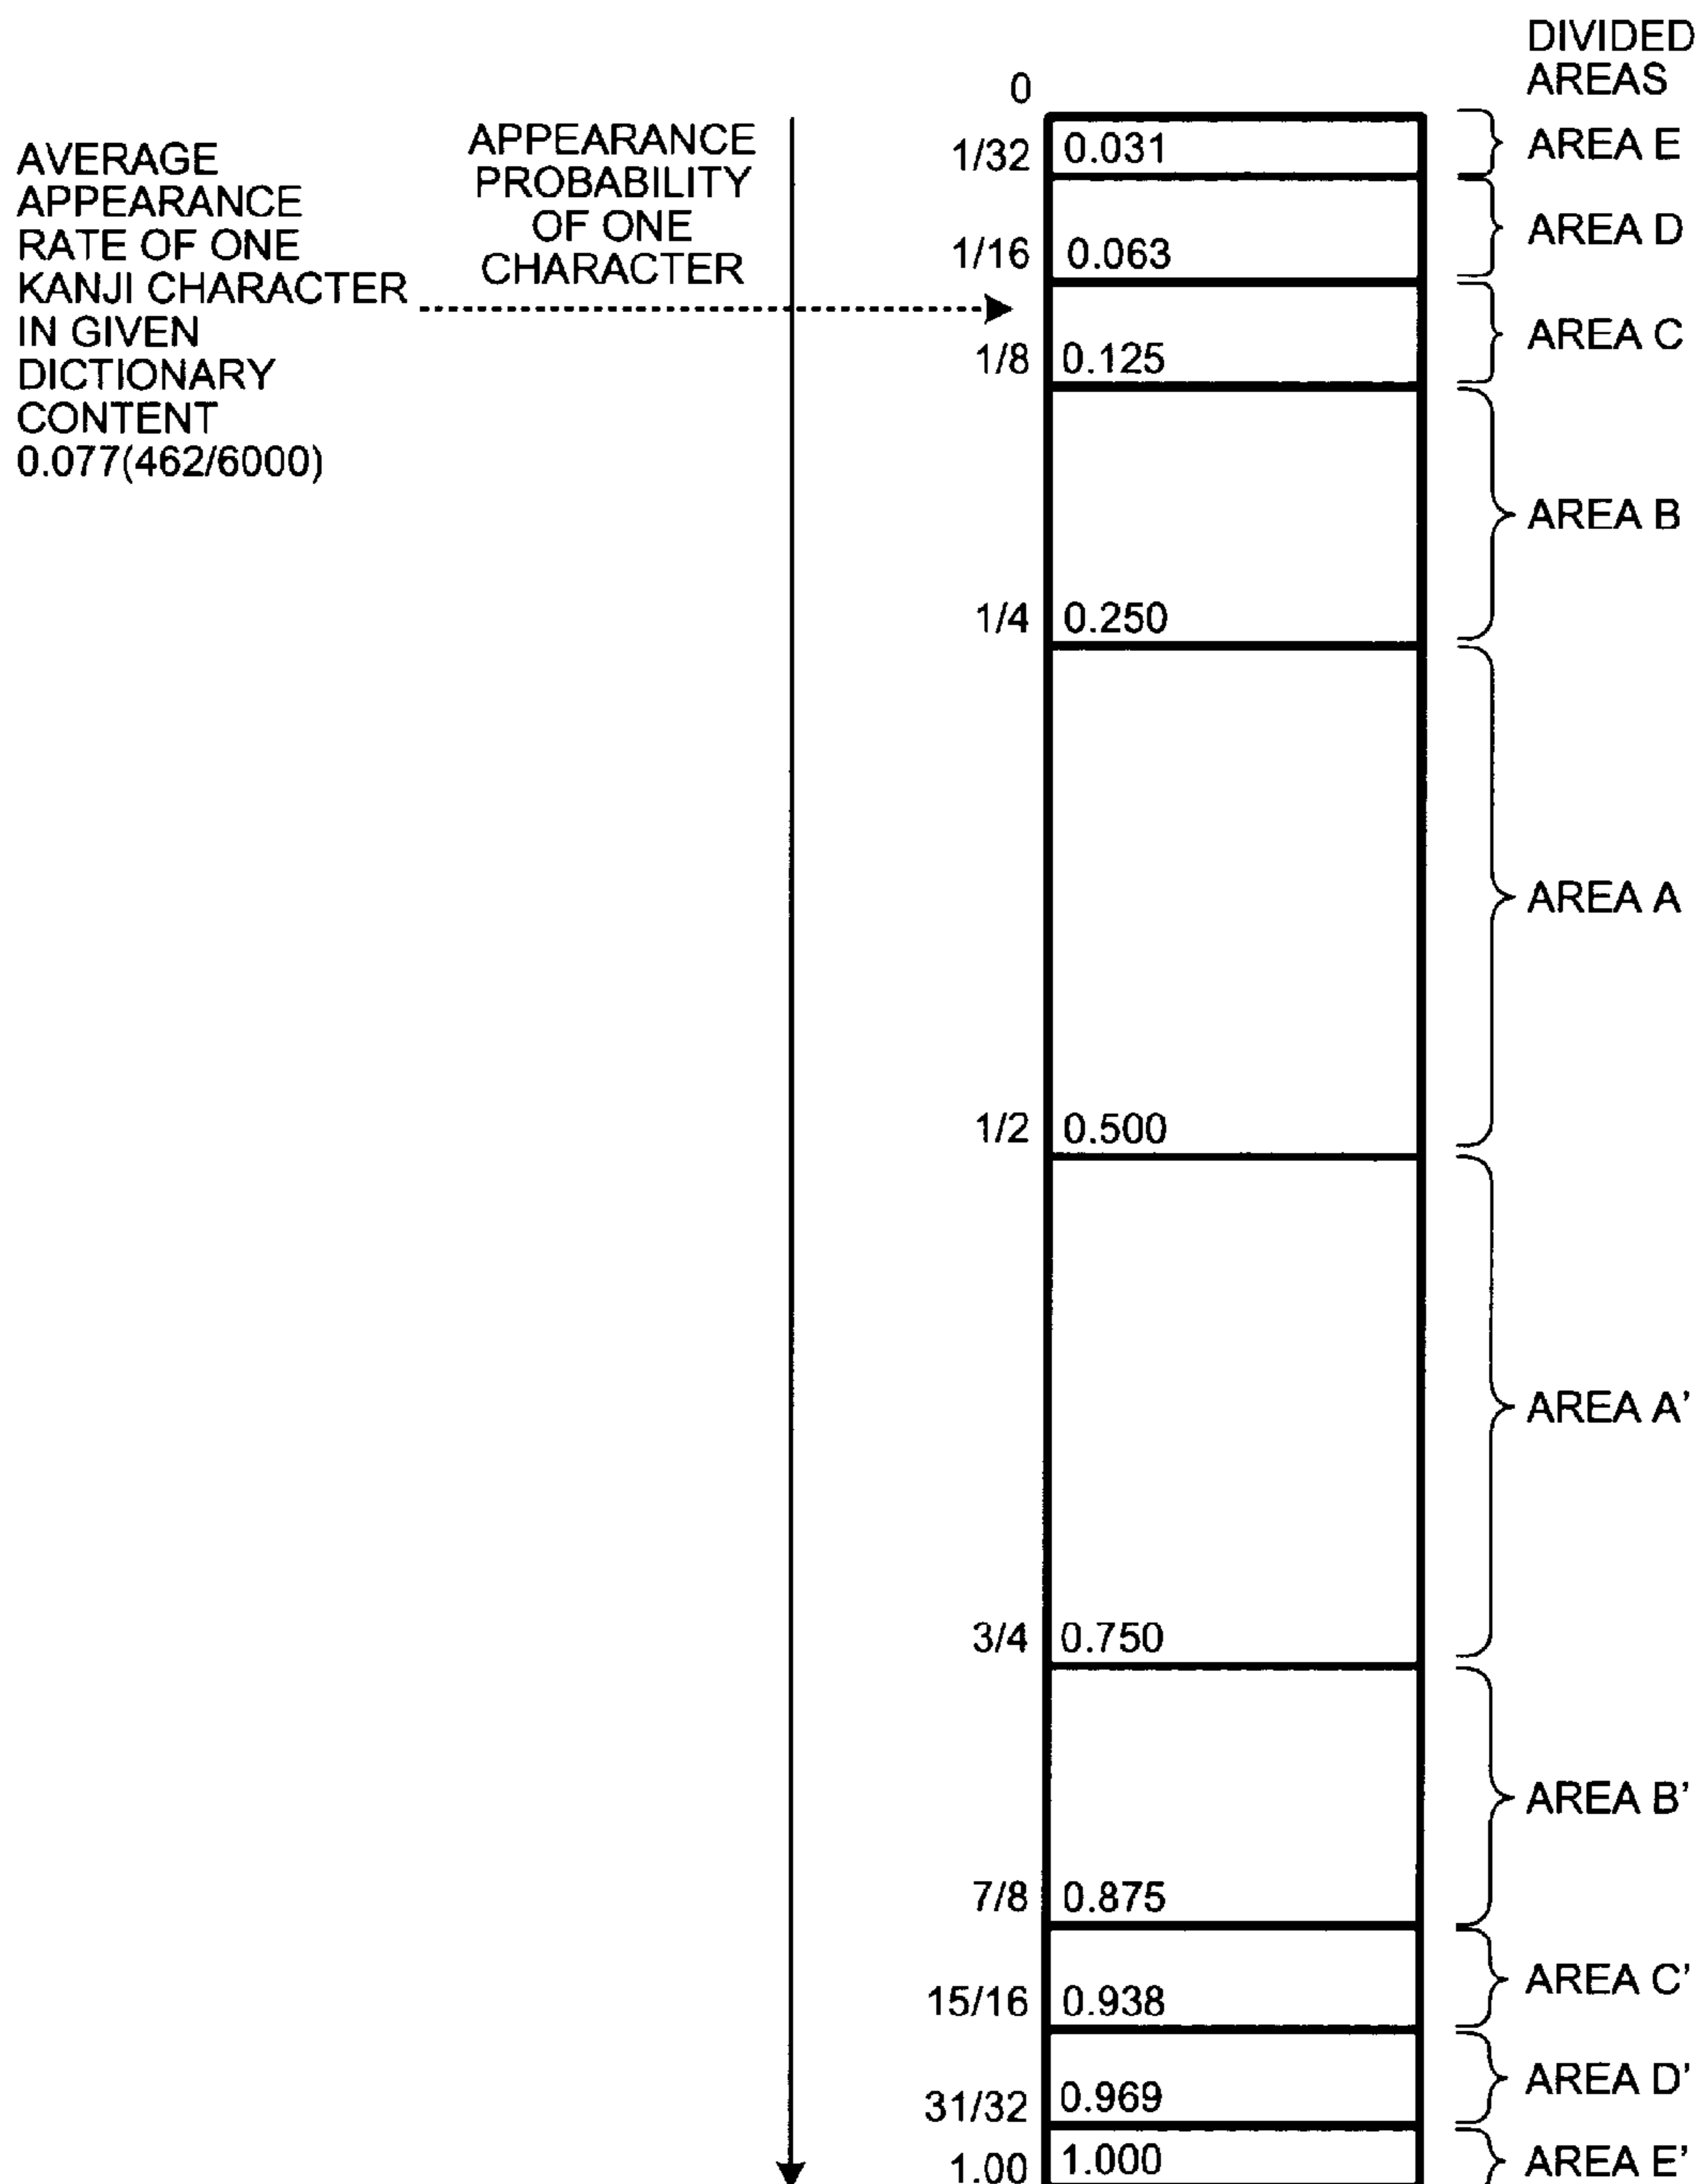 DIVIDED
AREAS
0
AVERAGE
APPEARANCE
RATE OF ONE
KANJI CHARACTER
IN GIVEN
DICTIONARY
CONTENT
0.077(462/6000)
APPEARANCE
PROBABILITY
OF ONE
CHARACTER
1/32 0.031 AREA E
1/16 0.063 AREA D
1/8 0.125 AREA C
AREA B
1/4 0.250
AREA A
1/2 0.500
AREA A'
3/4 0.750
AREA B'
7/8 0.875
AREA C'
15/16 0.938
AREA D'
31/32 0.969
1.00 1.000 AREA E'